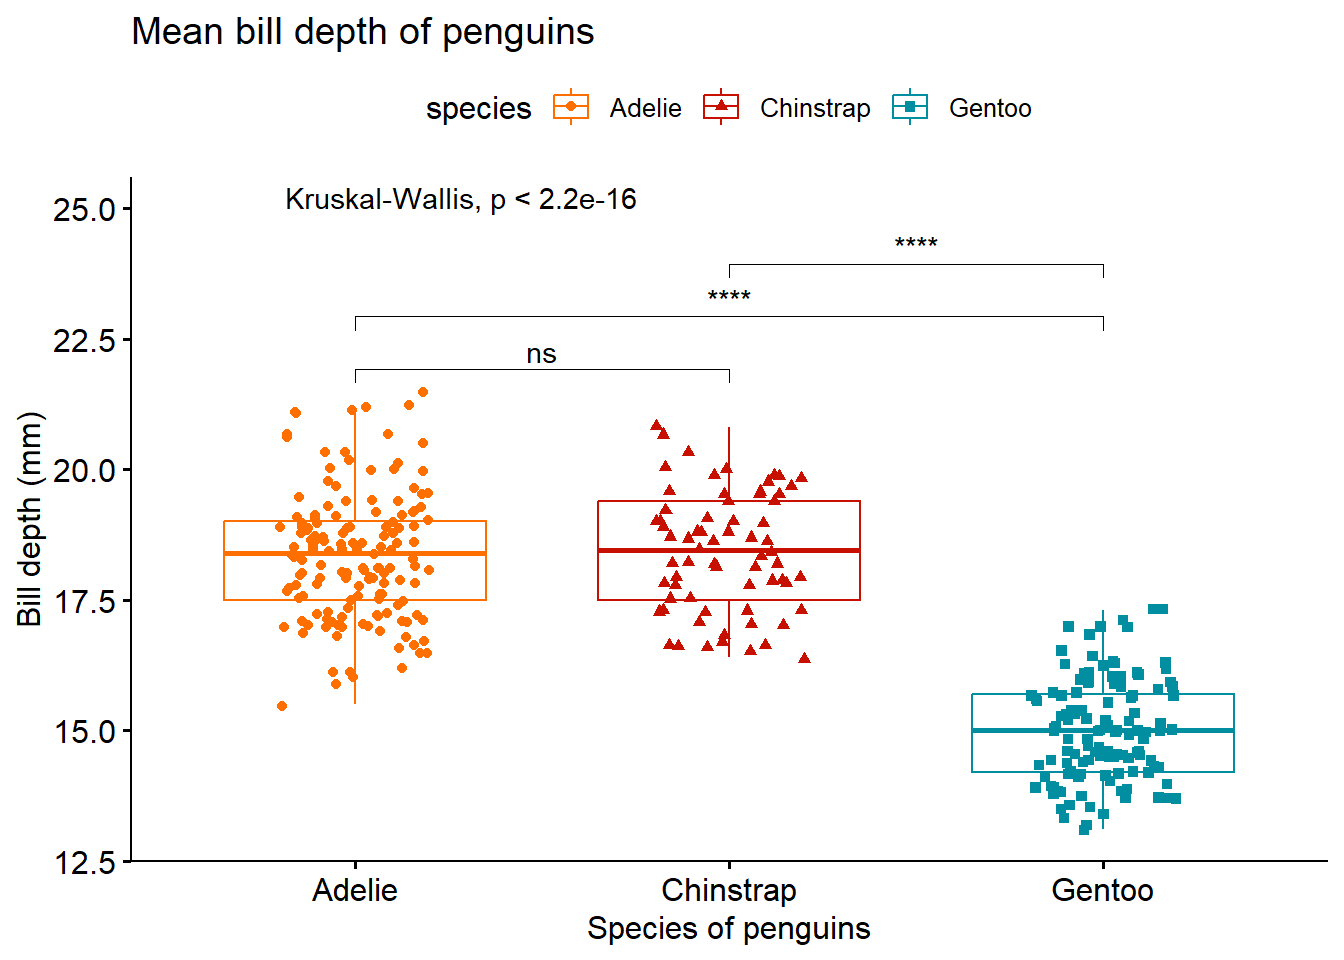 Mean bill depth of penguins
species Adelie Chinstrap Gentoo
Kruskal-Wallis, p < 2.2e-16
****
****
ns
25.0
22.5
20.0
17.5
15.0
12.5
Bill depth (mm)
Adelie Chinstrap Gentoo
Species of penguins